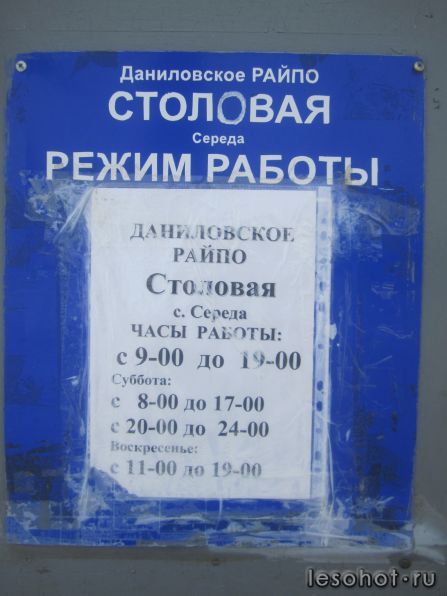 Даниловское РАЙПО
СТОЛОВАЯ
Середа
РЕЖИМ РАБОТЫ
ДАНИЛОВСКОЕ
РАЙПО
Столовая
с. Середа
ЧАСЫ РАБОТЫ:
с 9-00 до 19-00
Суббота:
с 8-00 до 17-00
с 20-00 до 24-00
Воскресенье:
с 11-00 до 19-00
lesohot.ru